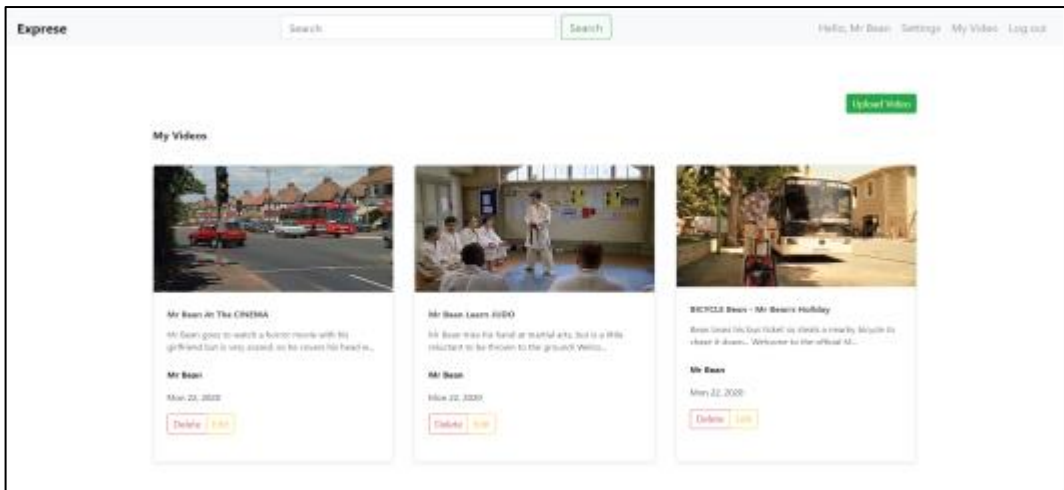 Exprese
Search
Search
Hello, Mr Bean Settings My Video Log out
Upload Video
My Videos
Mr Bean At The CINEMA
Mr Bean goes to watch a horror movie with his
girlfriend but is very scared, so he covers his head w...
Mr Bean
Mon 22, 2020
Delete Edit
Mr Bean Learn JUDO
Mr Bean tries his hand at martial arts, but is a little
reluctant to be thrown to the ground! Welco...
Mr Bean
Mon 22, 2020
Delete Edit
BICYCLE Bean - Mr Bean's Holiday
Bean loses his bus ticket so steals a nearby bicycle to
chase it down... Welcome to the official M...
Mr Bean
Mon 22, 2020
Delete Edit